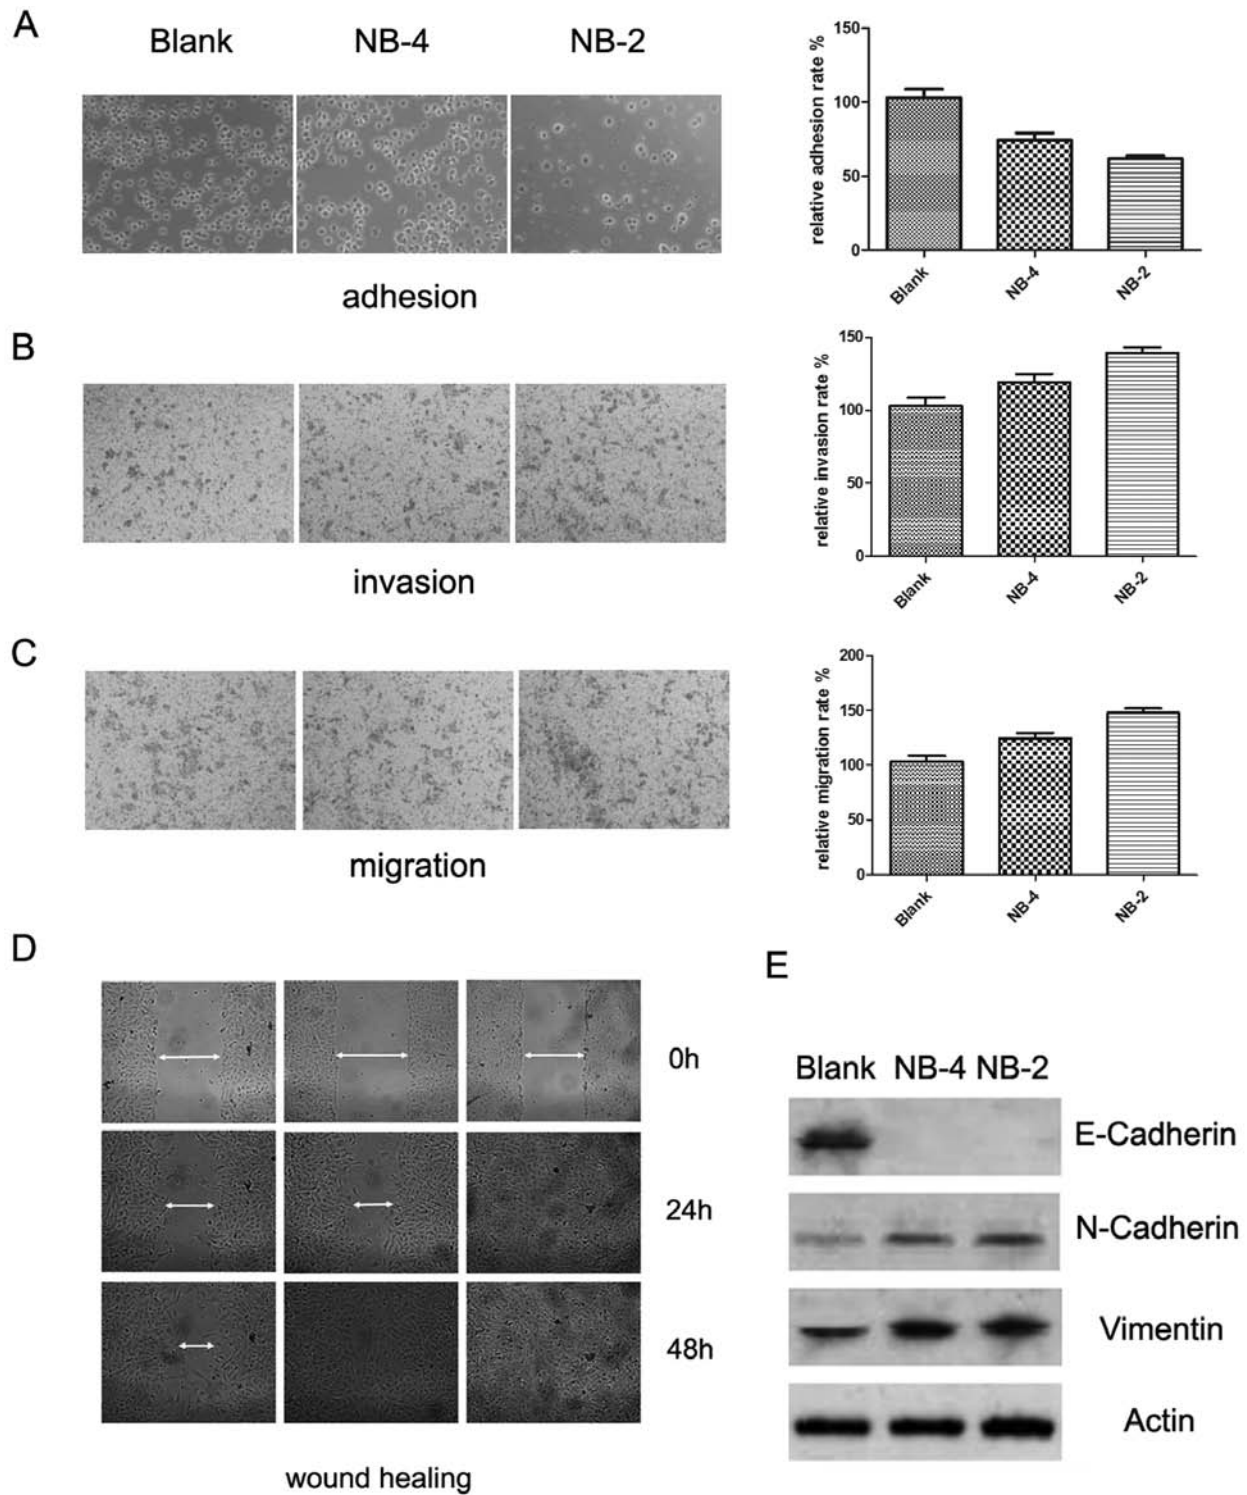 A
Blank NB-4 NB-2
adhesion
relative adhesion rate %
150
100
50
0
Blank NB-4 NB-2
B
invasion
relative invasion rate %
150
100
50
0
Blank NB-4 NB-2
C
migration
relative migration rate %
200
150
100
50
0
Blank NB-4 NB-2
D
0h
24h
48h
wound healing
E
Blank NB-4 NB-2
E-Cadherin
N-Cadherin
Vimentin
Actin